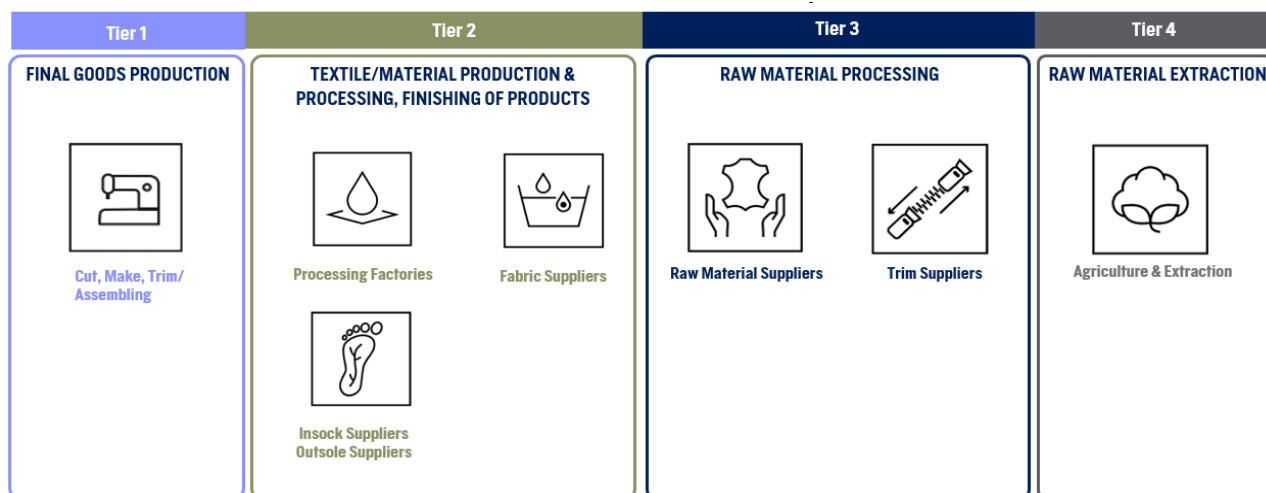 Tier 1
Tier 2
Tier 3
Tier 4
FINAL GOODS PRODUCTION
TEXTILE/MATERIAL PRODUCTION &
PROCESSING, FINISHING OF PRODUCTS
RAW MATERIAL PROCESSING
RAW MATERIAL EXTRACTION
Cut, Make, Trim/
Assembling
Processing Factories
Fabric Suppliers
Insock Suppliers
Outsole Suppliers
Raw Material Suppliers
Trim Suppliers
Agriculture & Extraction